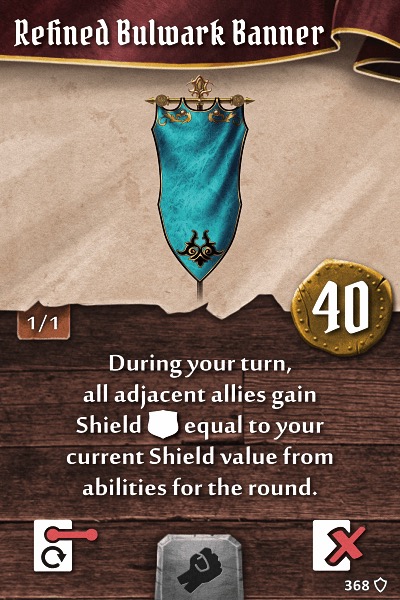 Refined Bulwark Banner
1/1
40
During your turn,
all adjacent allies gain
Shield equal to your
current Shield value from
abilities for the round.
368